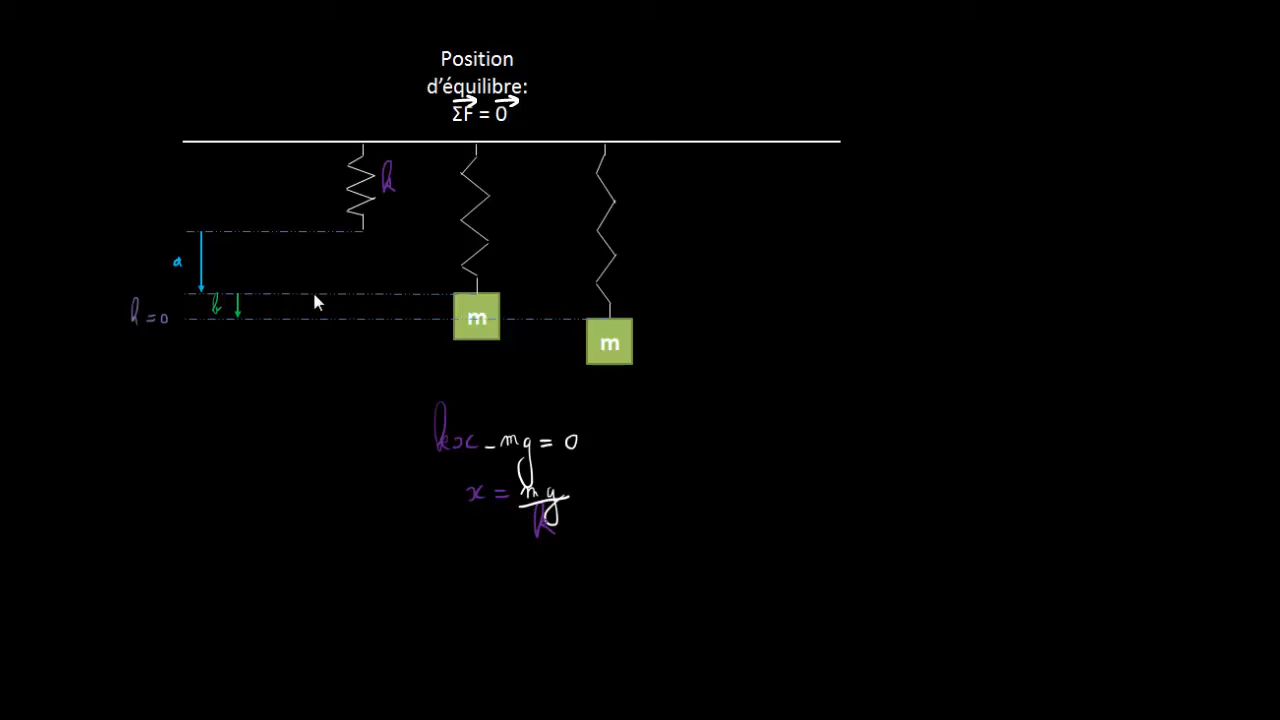 Position
d'équilibre:
ΣF = 0
k
a
b
h = 0
m
m
kx - mg = 0
x = mg
k